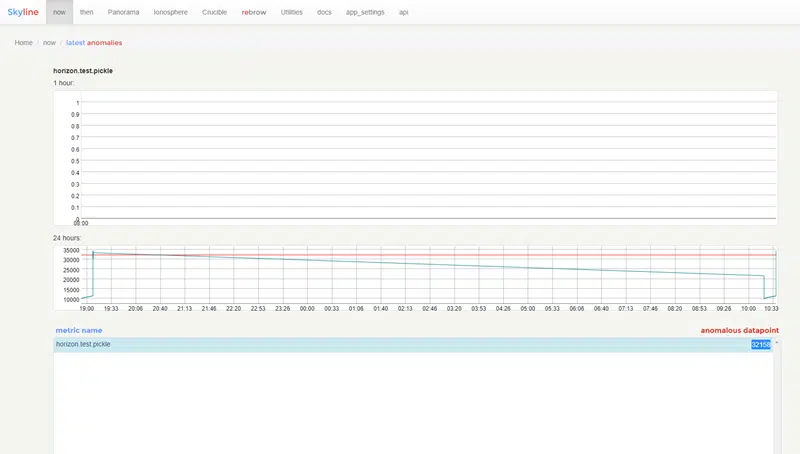 Skyline now then Panorama Ionosphere Crucible rebrow Utilities docs app_settings api
Home / now / latest anomalies
horizon.test.pickle
1 hour:
1
0.9
0.8
0.7
0.6
0.5
0.4
0.3
0.2
0.1
0
24 hours:
35000
30000
25000
20000
15000
10000
19:00 19:33 20:06 20:40 21:13 21:46 22:20 22:53 23:26 00:00 00:33 01:06 01:40 02:13 02:46 03:20 03:53 04:26 05:00 05:33 06:06 06:40 07:13 07:46 08:20 08:53 09:26 10:00 10:33
metric name anomalous datapoint
horizon.test.pickle 32158